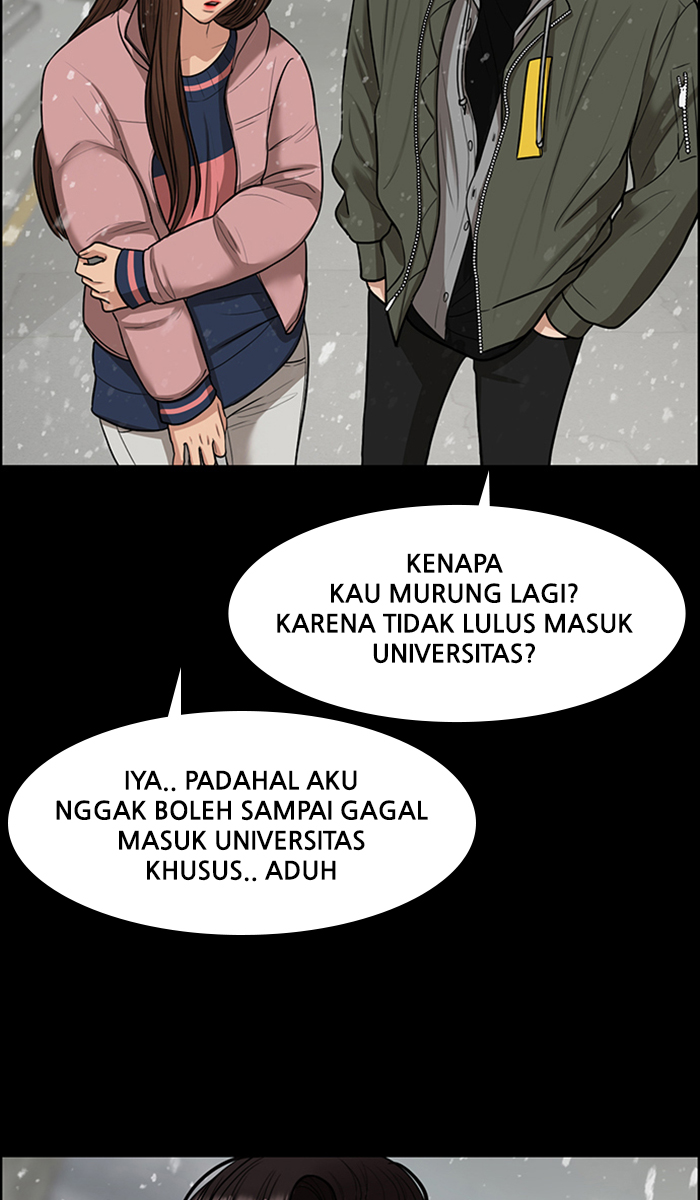 KENAPA
KAU MURUNG LAGI?
KARENA TIDAK LULUS MASUK
UNIVERSITAS?
IYA.. PADAHAL AKU
NGGAK BOLEH SAMPAI GAGAL
MASUK UNIVERSITAS
KHUSUS.. ADUH